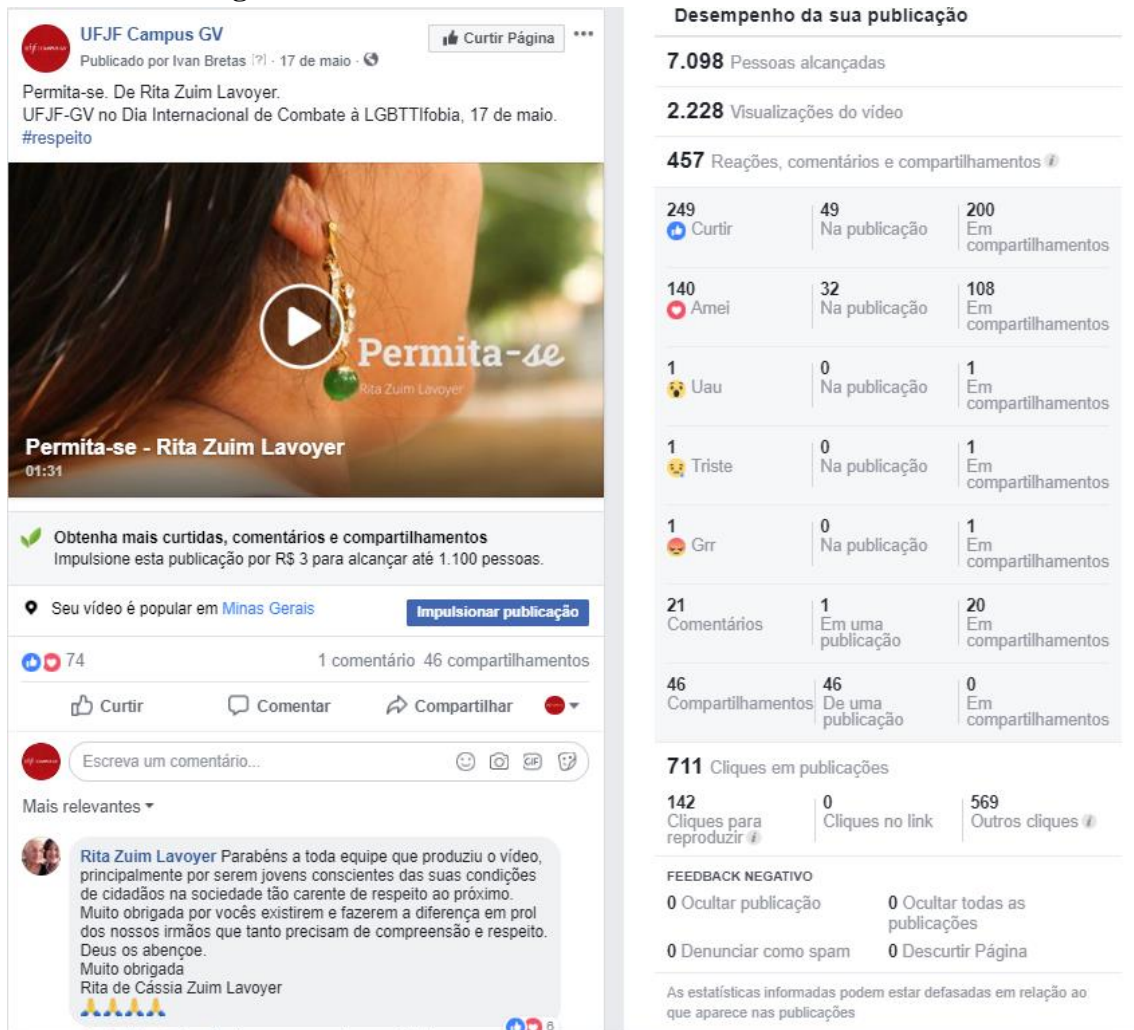 UFJF Campus GV
Curtir Página
Publicado por Ivan Bretas [?] · 17 de maio ·
Permita-se. De Rita Zuim Lavoyer.
UFJF-GV no Dia Internacional de Combate à LGBTTIfobia, 17 de maio.
#respeito
Permita-se
Rita Zuim Lavoyer
Permita-se - Rita Zuim Lavoyer
01:31
Obtenha mais curtidas, comentários e compartilhamentos
Impulsione esta publicação por R$ 3 para alcançar até 1.100 pessoas.
Seu vídeo é popular em Minas Gerais
Impulsionar publicação
74
1 comentário 46 compartilhamentos
Curtir Comentar Compartilhar
Escreva um comentário...
GIF
Mais relevantes
Rita Zuim Lavoyer Parabéns a toda equipe que produziu o vídeo,
principalmente por serem jovens conscientes das suas condições
de cidadãos na sociedade tão carente de respeito ao próximo.
Muito obrigada por vocês existirem e fazerem a diferença em prol
dos nossos irmãos que tanto precisam de compreensão e respeito.
Deus os abençoe.
Muito obrigada
Rita de Cássia Zuim Lavoyer
🙏🙏🙏🙏
6
Desempenho da sua publicação
7.098 Pessoas alcançadas
2.228 Visualizações do vídeo
457 Reações, comentários e compartilhamentos
249 49 200
Curtir Na publicação Em
compartilhamentos
140 32 108
Amei Na publicação Em
compartilhamentos
1 0 1
Uau Na publicação Em
compartilhamentos
1 0 1
Triste Na publicação Em
compartilhamentos
1 0 1
Grr Na publicação Em
compartilhamentos
21 1 20
Comentários Em uma Em
publicação compartilhamentos
46 46 0
Compartilhamentos De uma Em
publicação compartilhamentos
711 Cliques em publicações
142 0 569
Cliques para Cliques no link Outros cliques
reproduzir
FEEDBACK NEGATIVO
0 Ocultar publicação 0 Ocultar todas as
publicações
0 Denunciar como spam 0 Descurtir Página
As estatísticas informadas podem estar defasadas em relação ao
que aparece nas publicações